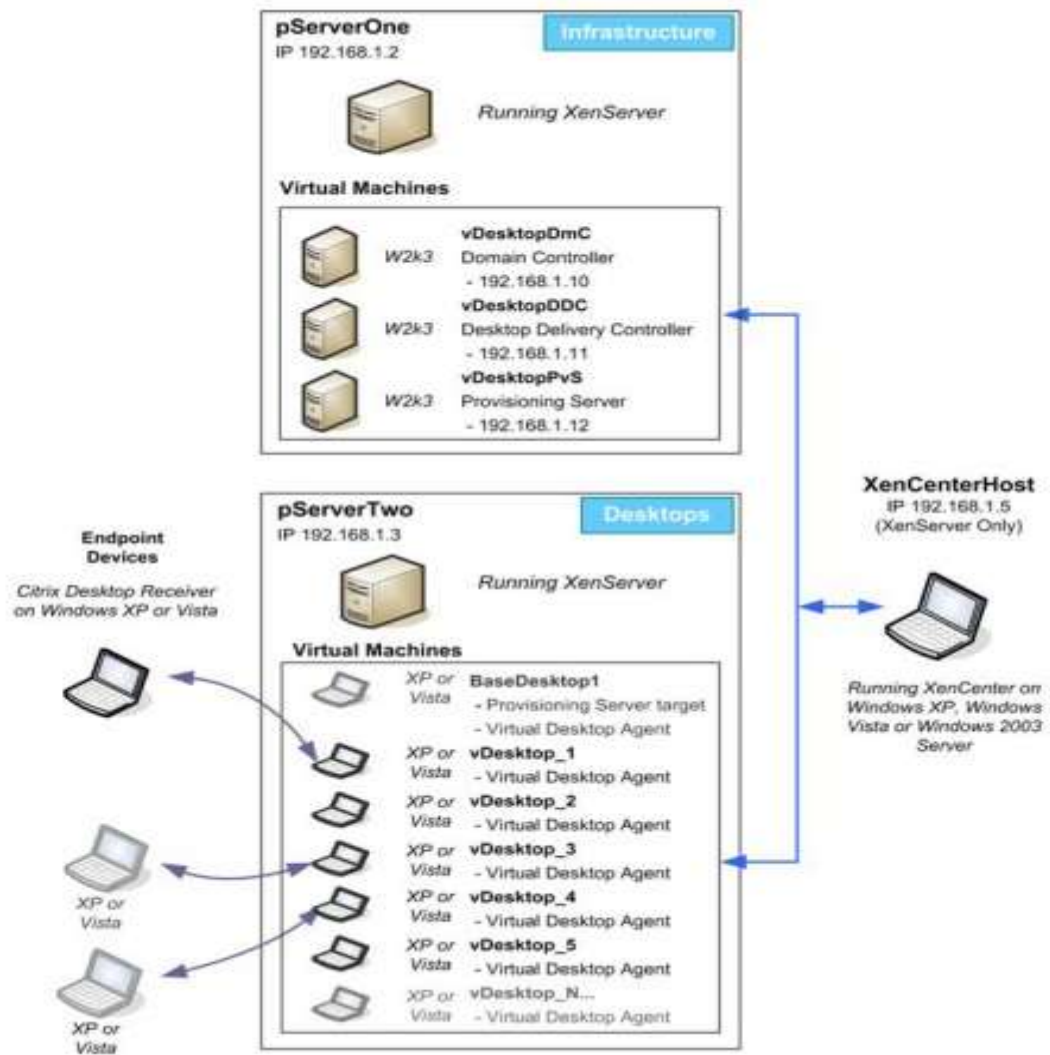 pServerOne
Infrastructure
IP 192.168.1.2
Running XenServer
Virtual Machines
vDesktopDmC
W2k3 Domain Controller
- 192.168.1.10
vDesktopDDC
W2k3 Desktop Delivery Controller
- 192.168.1.11
vDesktopPvS
W2k3 Provisioning Server
- 192.168.1.12
pServerTwo
Desktops
IP 192.168.1.3
Running XenServer
Virtual Machines
XP or BaseDesktop1
Vista - Provisioning Server target
- Virtual Desktop Agent
XP or vDesktop_1
Vista - Virtual Desktop Agent
XP or vDesktop_2
Vista - Virtual Desktop Agent
XP or vDesktop_3
Vista - Virtual Desktop Agent
XP or vDesktop_4
Vista - Virtual Desktop Agent
XP or vDesktop_5
Vista - Virtual Desktop Agent
XP or vDesktop_N...
Vista - Virtual Desktop Agent
Endpoint
Devices
Citrix Desktop Receiver
on Windows XP or Vista
XP or
Vista
XP or
Vista
XenCenterHost
IP 192.168.1.5
(XenServer Only)
Running XenCenter on
Windows XP, Windows
Vista or Windows 2003
Server